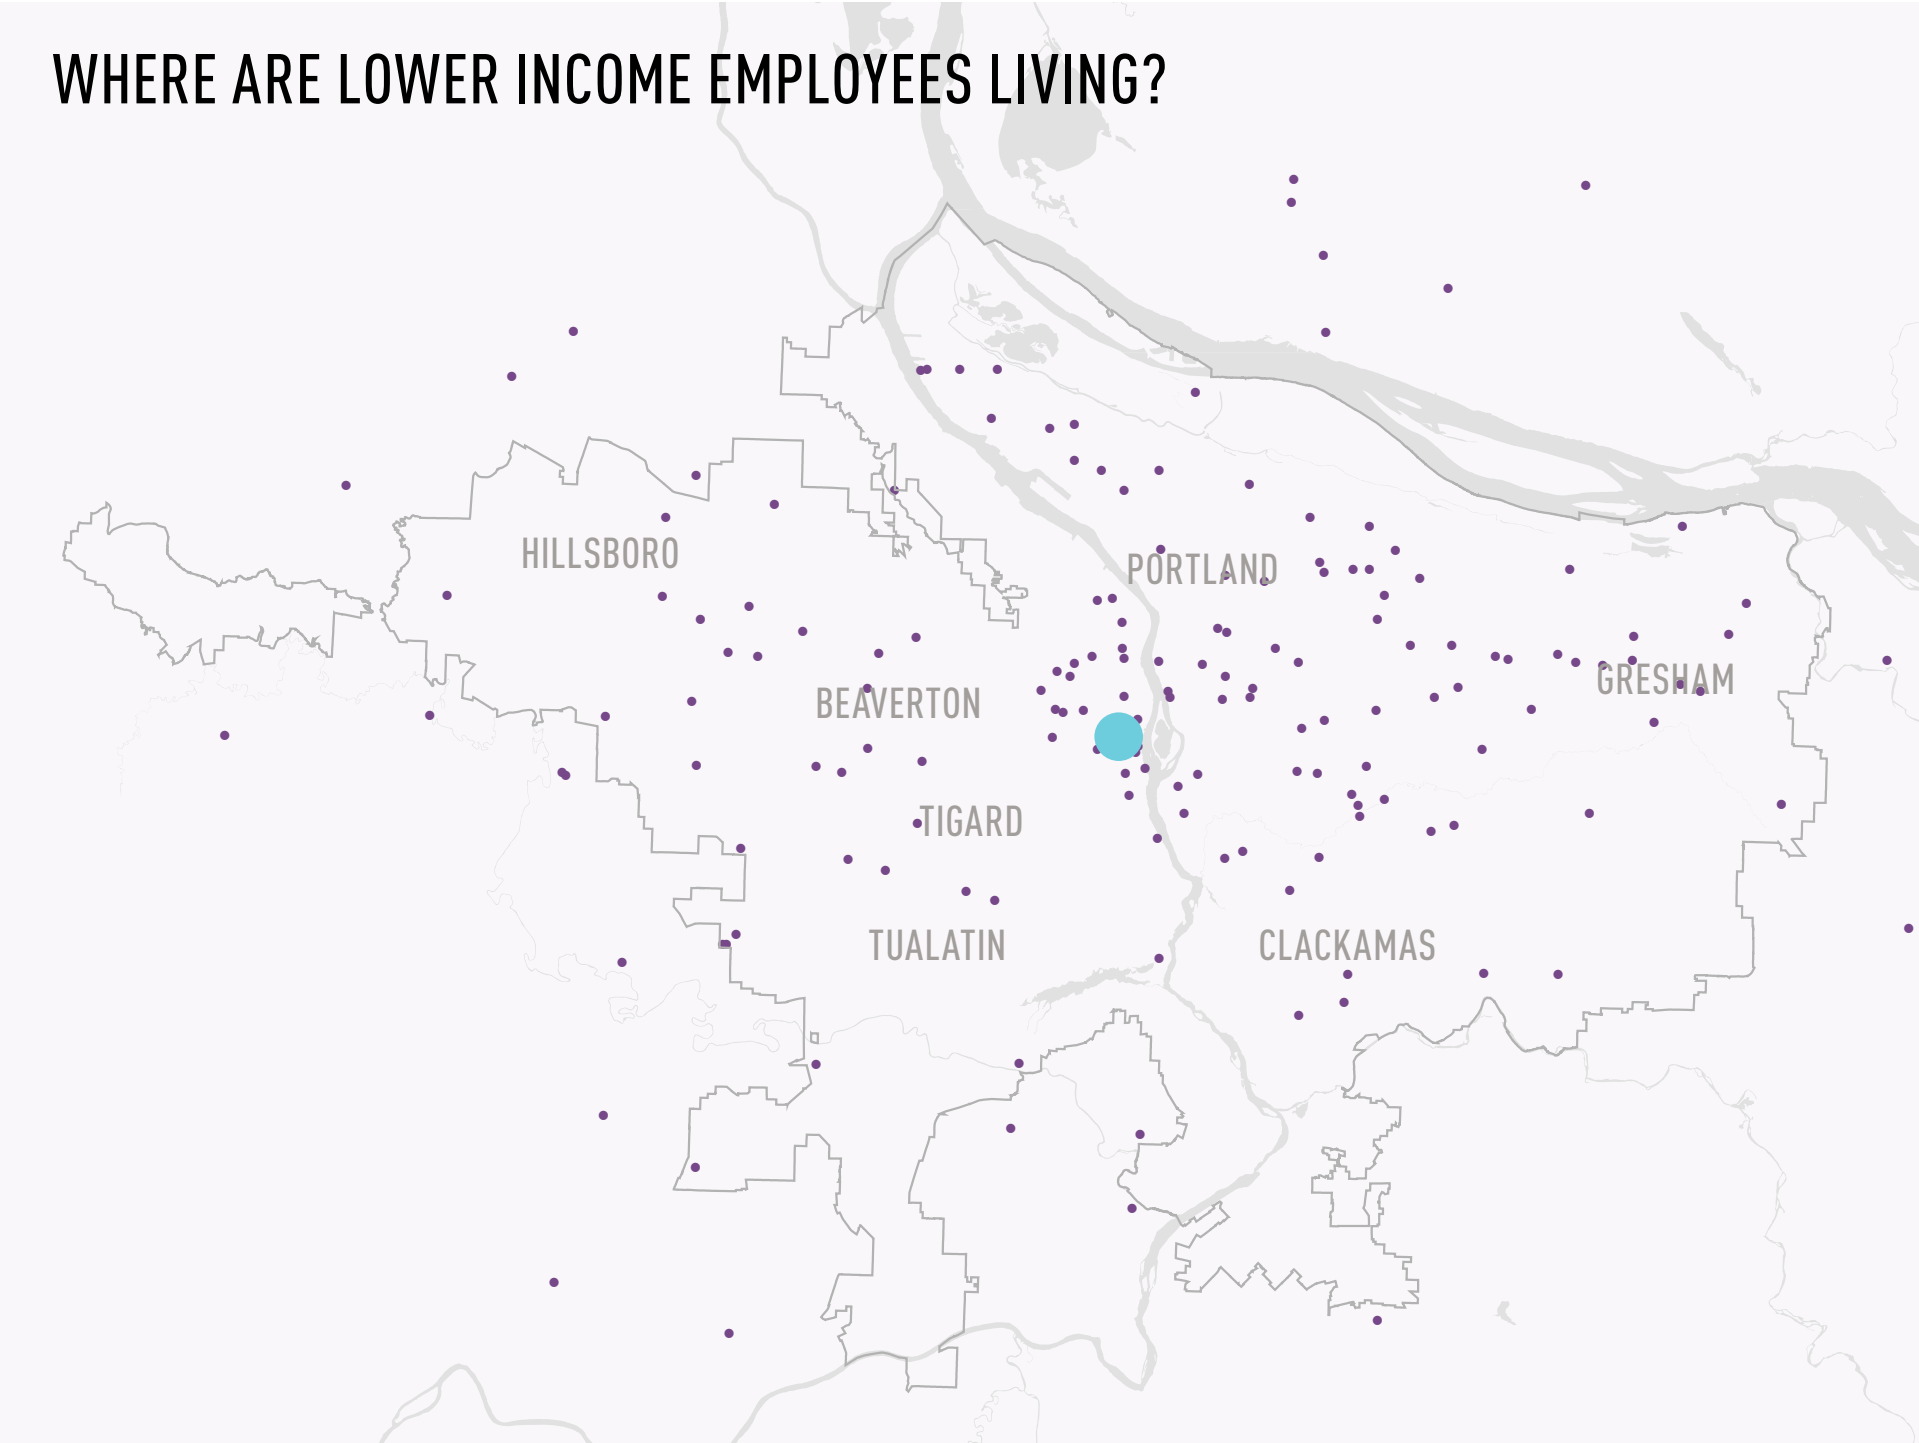 WHERE ARE LOWER INCOME EMPLOYEES LIVING?
HILLSBORO
PORTLAND
GRESHAM
BEAVERTON
TIGARD
TUALATIN
CLACKAMAS